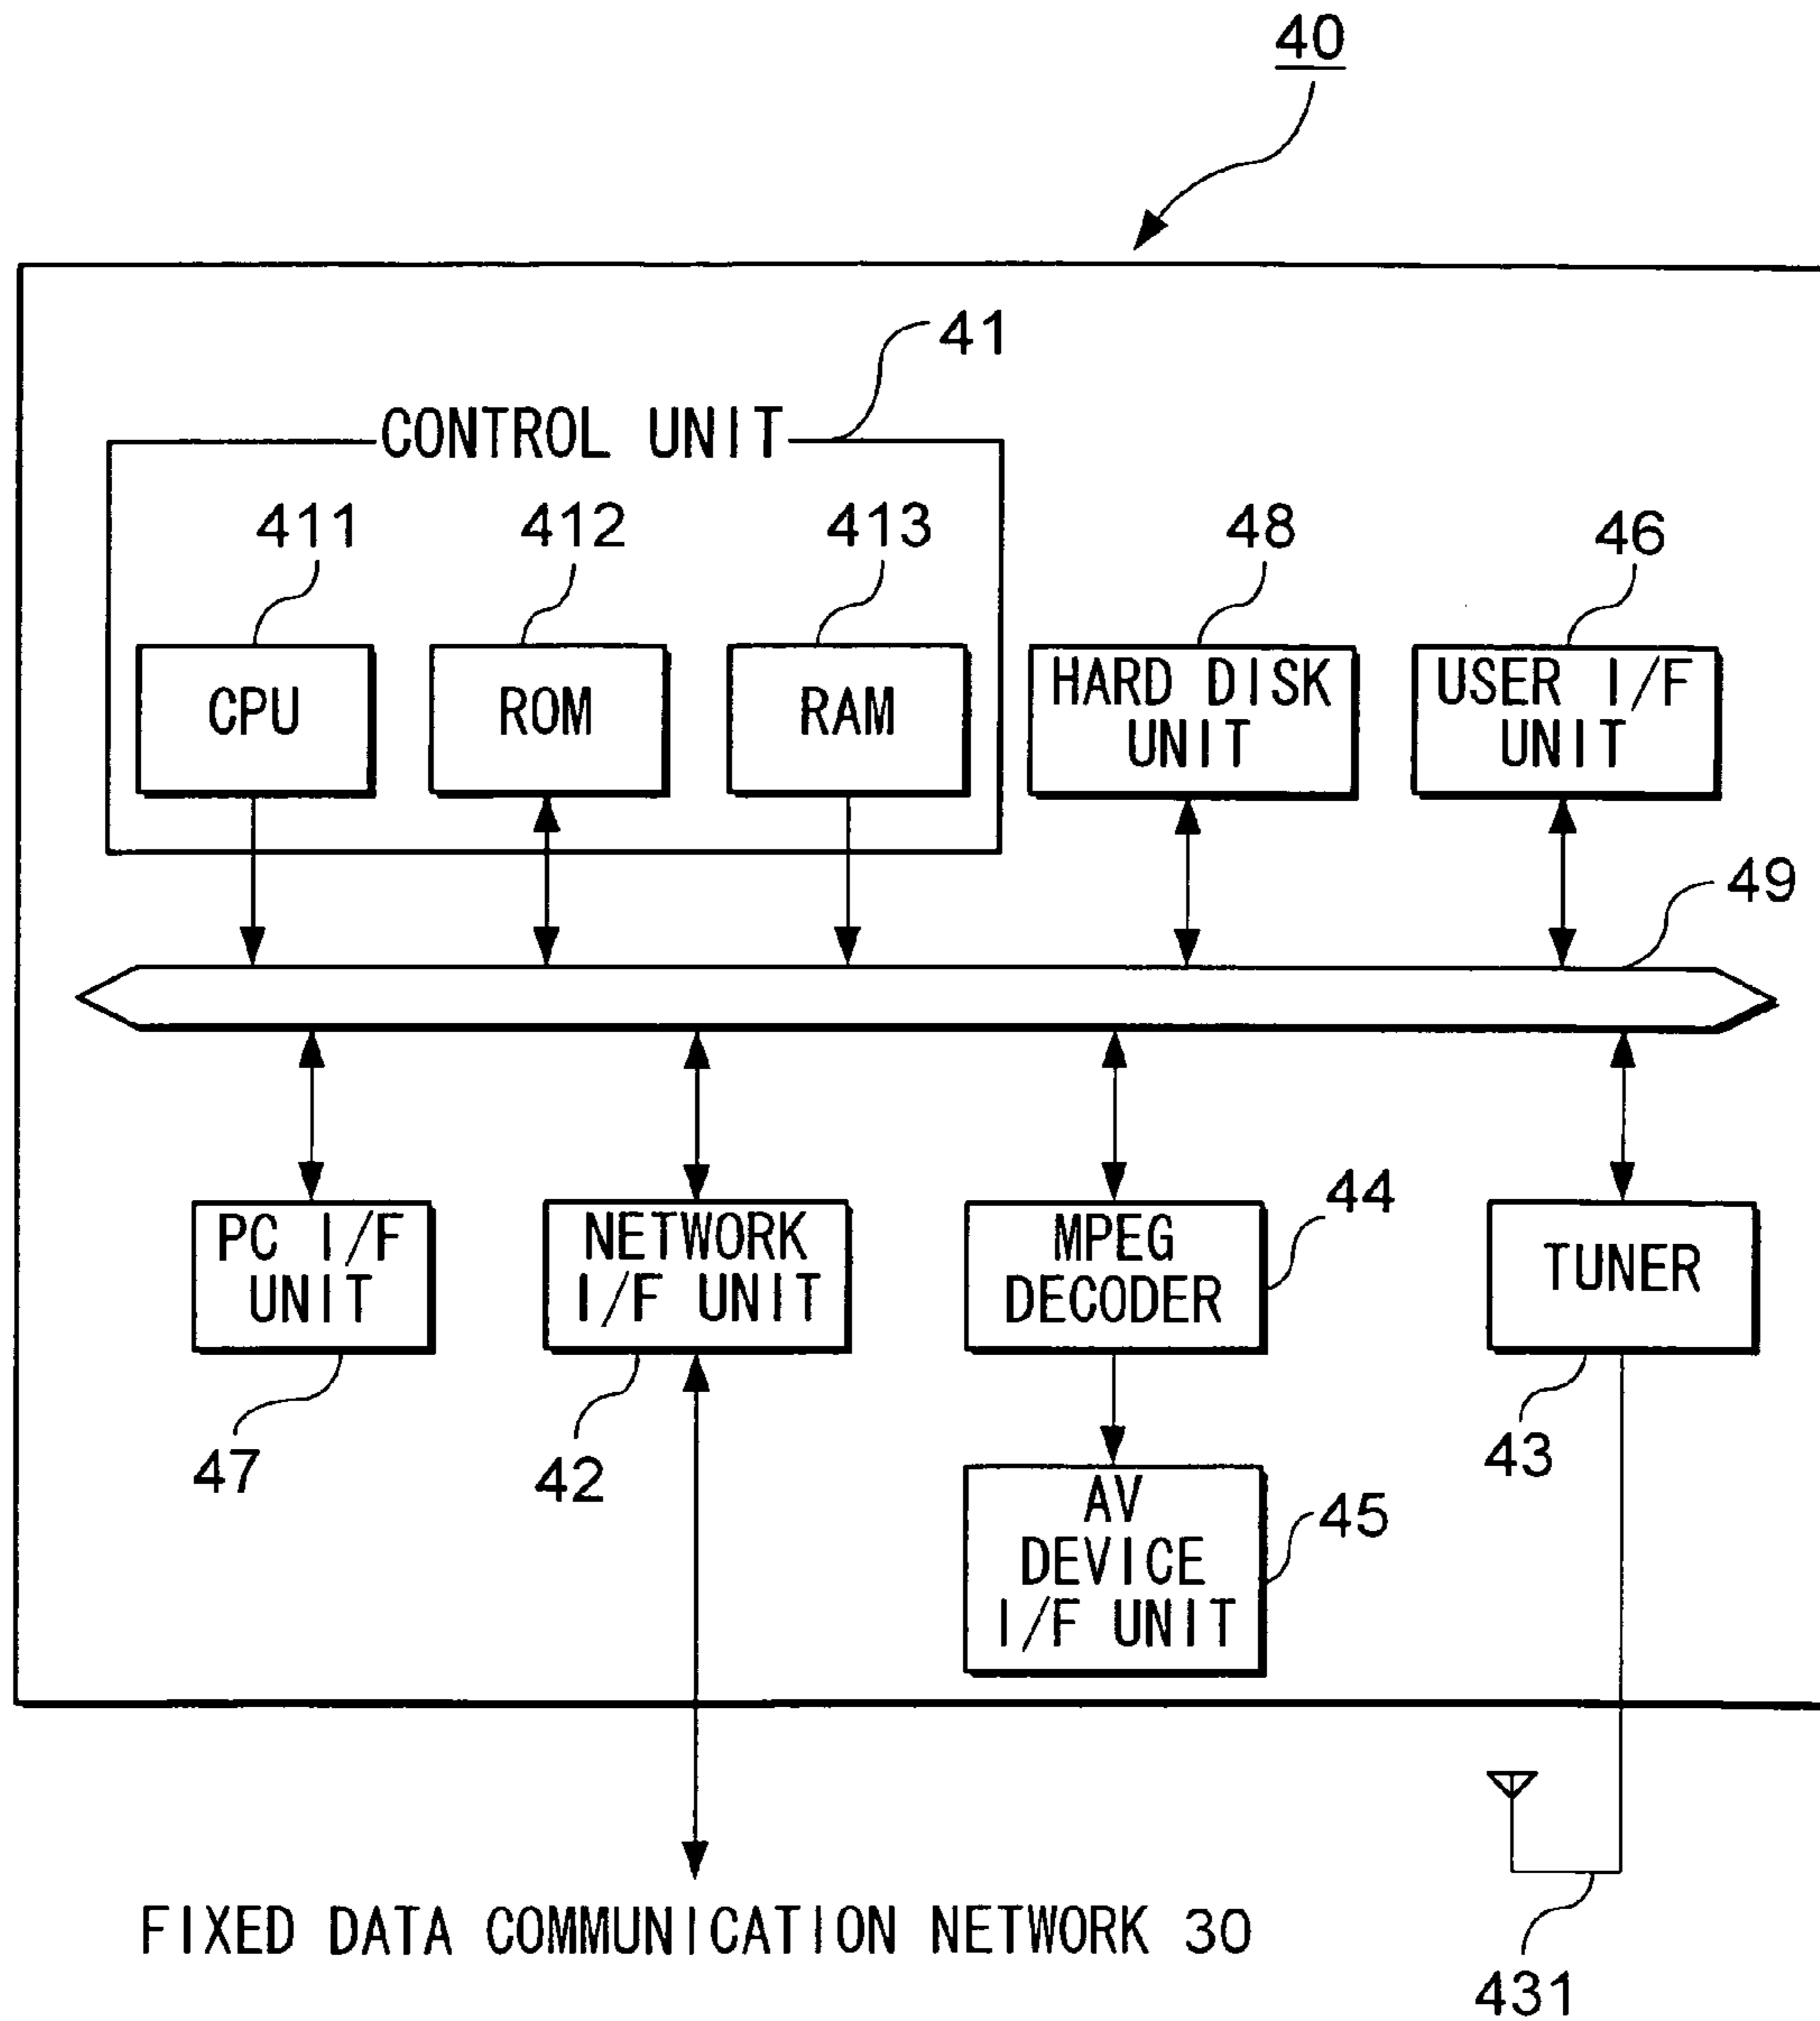 40
41
CONTROL UNIT
411
412
413
48
46
CPU
ROM
RAM
HARD DISK
UNIT
USER I/F
UNIT
49
PC I/F
UNIT
NETWORK
I/F UNIT
MPEG
DECODER
44
TUNER
47
42
43
AV
DEVICE
I/F UNIT
45
FIXED DATA COMMUNICATION NETWORK 30
431